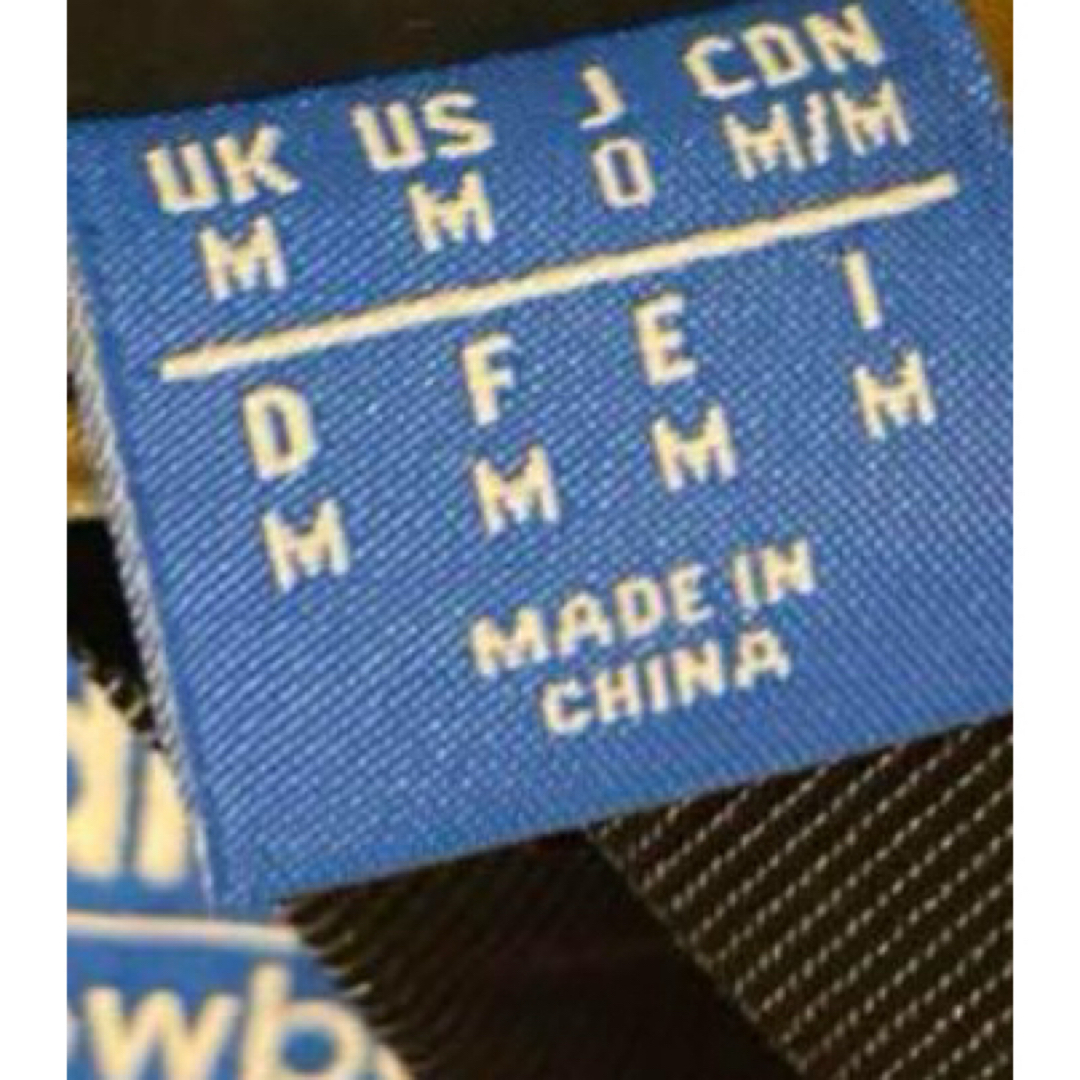 UK US J CDN
M M O M/M
D F E I
M M M M
MADE IN
CHINA